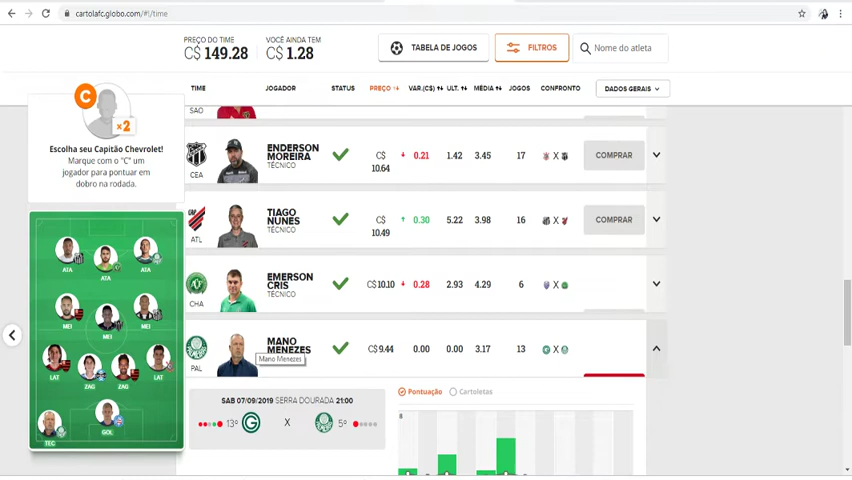 cartolafc.globo.com/#!/time
PREÇO DO TIME
C$ 149.28
VOCÊ AINDA TEM
C$ 1.28
TABELA DE JOGOS
FILTROS
Nome do atleta
TIME
JOGADOR
STATUS
PREÇO
VAR.(C$)
ULT.
MÉDIA
JOGOS
CONFRONTO
DADOS GERAIS
C
x2
Escolha seu Capitão Chevrolet!
Marque com o "C" um
jogador para pontuar em
dobro na rodada.
ATA
ATA
ATA
MEI
MEI
MEI
LAT
ZAG
ZAG
LAT
TEC
GOL
SAO
CEA
ENDERSON
MOREIRA
TÉCNICO
C$
10.64
0.21
1.42
3.45
17
X
COMPRAR
ATL
TIAGO
NUNES
TÉCNICO
C$
10.49
0.30
5.22
3.98
16
X
COMPRAR
CHA
EMERSON
CRIS
TÉCNICO
C$10.10
0.28
2.93
4.29
6
X
PAL
MANO
MENEZES
Mano Menezes
C$ 9.44
0.00
0.00
3.17
13
X
SAB 07/09/2019 SERRA DOURADA 21:00
13º
X
5º
Pontuação
Cartoletas
8